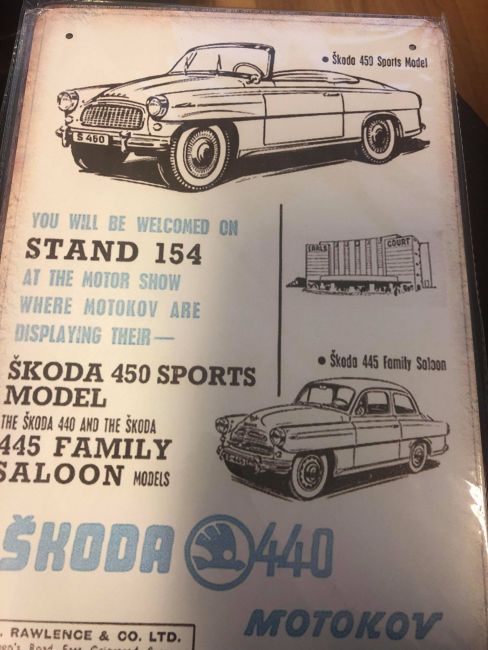 • Škoda 450 Sports Model
S 450
YOU WILL BE WELCOMED ON
STAND 154
AT THE MOTOR SHOW
WHERE MOTOKOV ARE
DISPLAYING THEIR—
EARLS COURT
ŠKODA 450 SPORTS
MODEL
THE ŠKODA 440 AND THE ŠKODA
445 FAMILY
SALOON MODELS
• Škoda 445 Family Saloon
ŠKODA 440
MOTOKOV
. RAWLENCE & CO. LTD.
Road, East